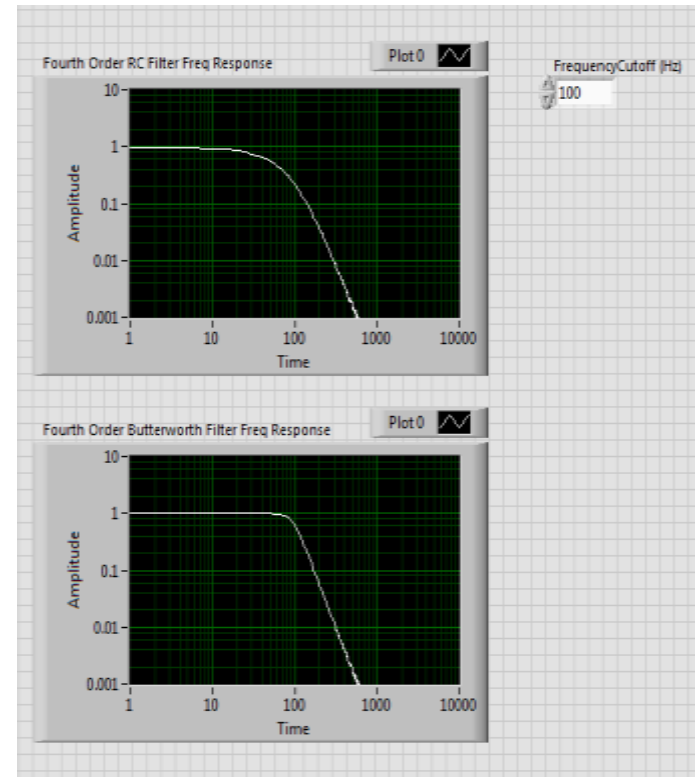 Plot 0
Fourth Order RC Filter Freq Response
FrequencyCutoff (Hz)
100
10
1
0.1
0.01
0.001
Amplitude
1 10 100 1000 10000
Time
Plot 0
Fourth Order Butterworth Filter Freq Response
10
1
0.1
0.01
0.001
Amplitude
1 10 100 1000 10000
Time